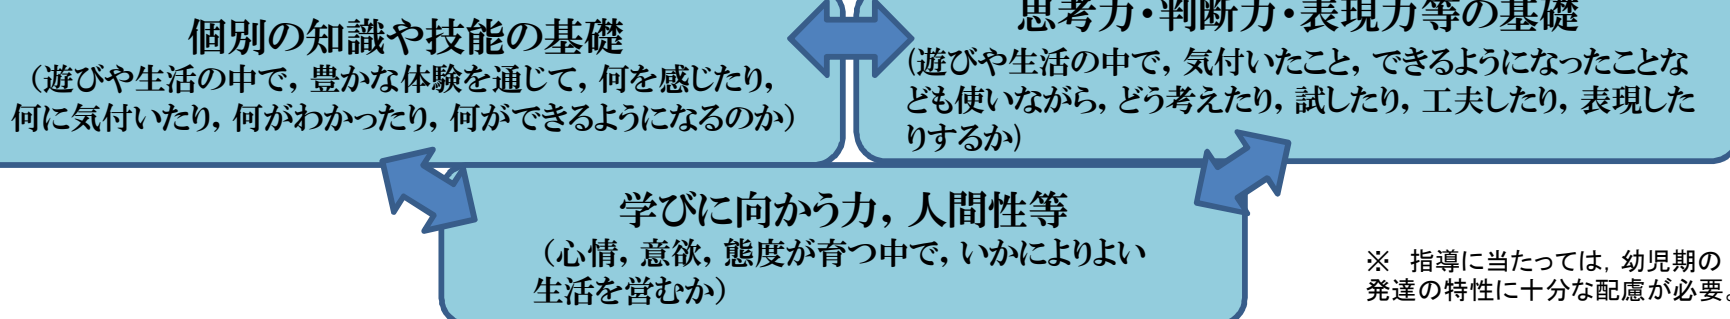 個別の知識や技能の基礎
（遊びや生活の中で，豊かな体験を通じて，何を感じたり，
何に気付いたり，何がわかったり，何ができるようになるのか）
思考力・判断力・表現力等の基礎
（遊びや生活の中で，気付いたこと，できるようになったことな
ども使いながら，どう考えたり，試したり，工夫したり，表現した
りするか）
学びに向かう力，人間性等
（心情，意欲，態度が育つ中で，いかによりよい
生活を営むか）
※　指導に当たっては，幼児期の
発達の特性に十分な配慮が必要。